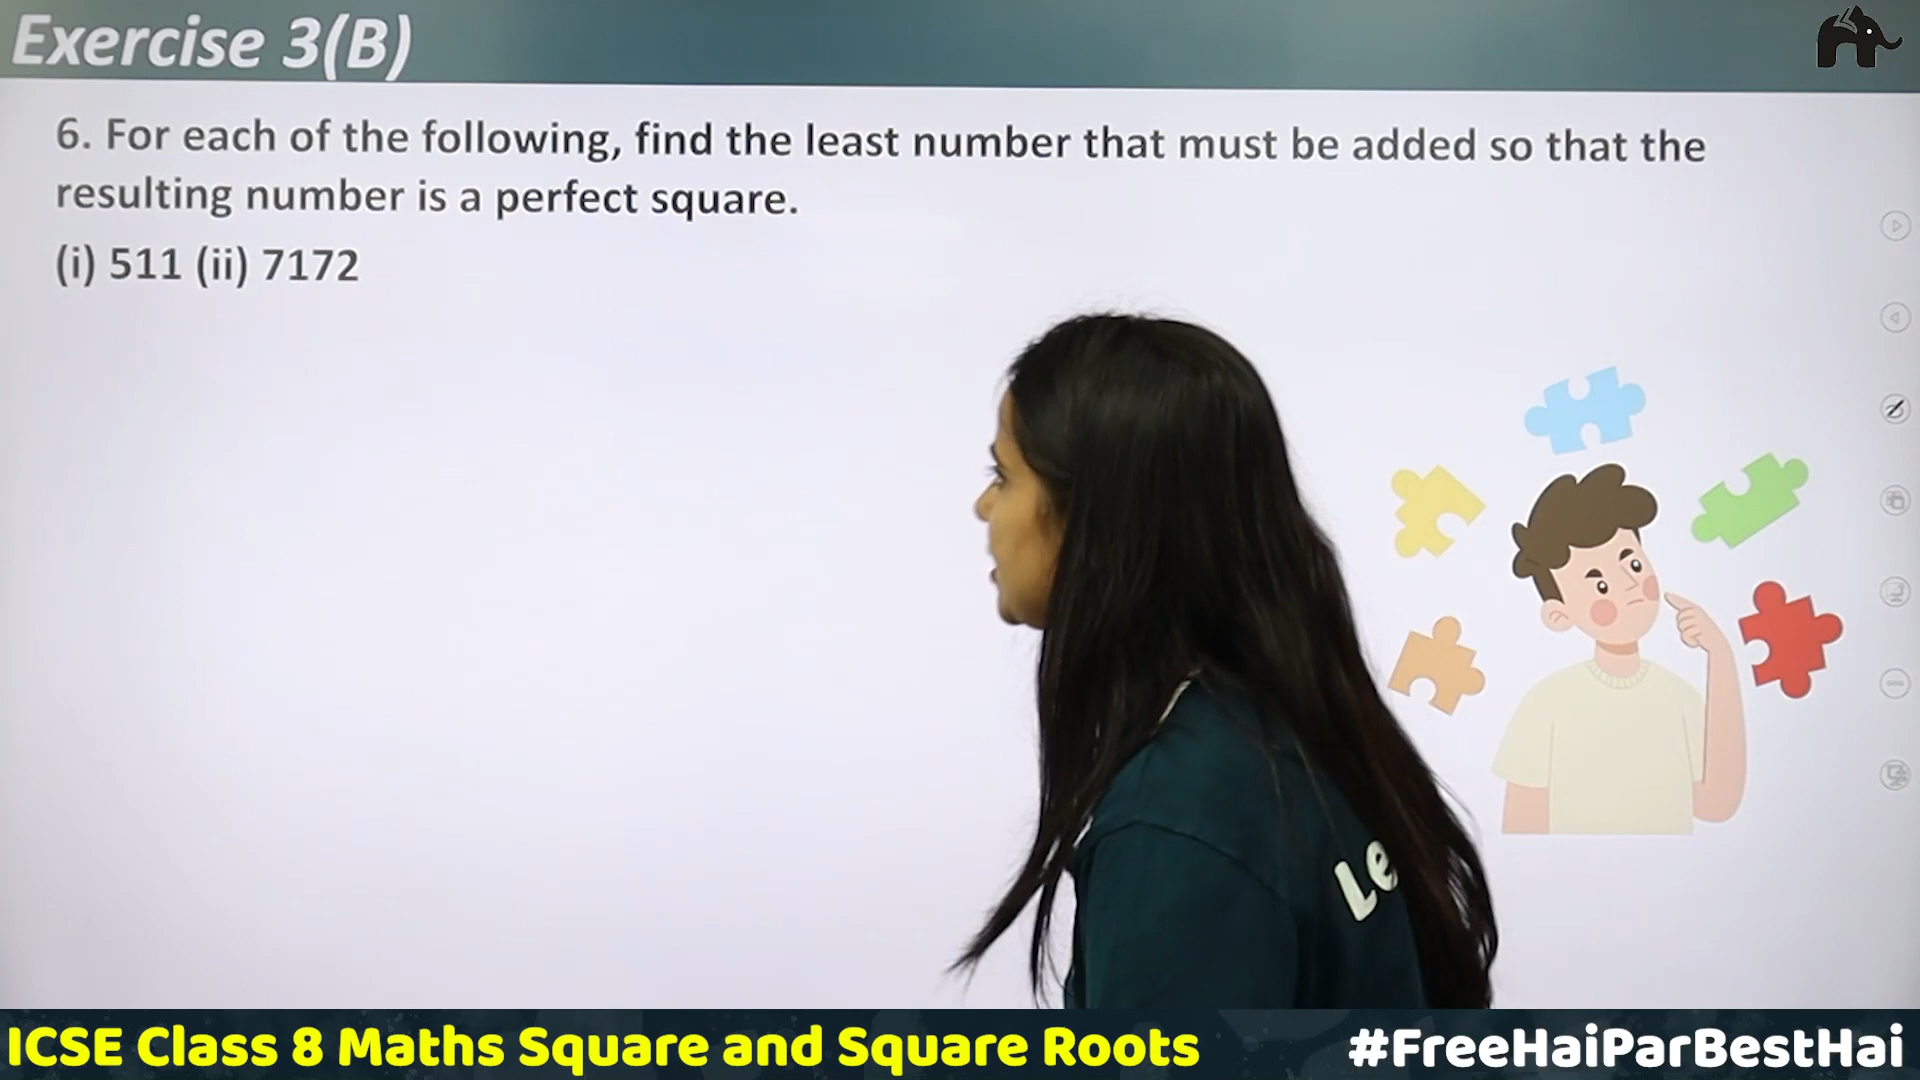 Exercise 3(B)
6. For each of the following, find the least number that must be added so that the
resulting number is a perfect square.
(i) 511 (ii) 7172
Le
ICSE Class 8 Maths Square and Square Roots
#FreeHaiParBestHai